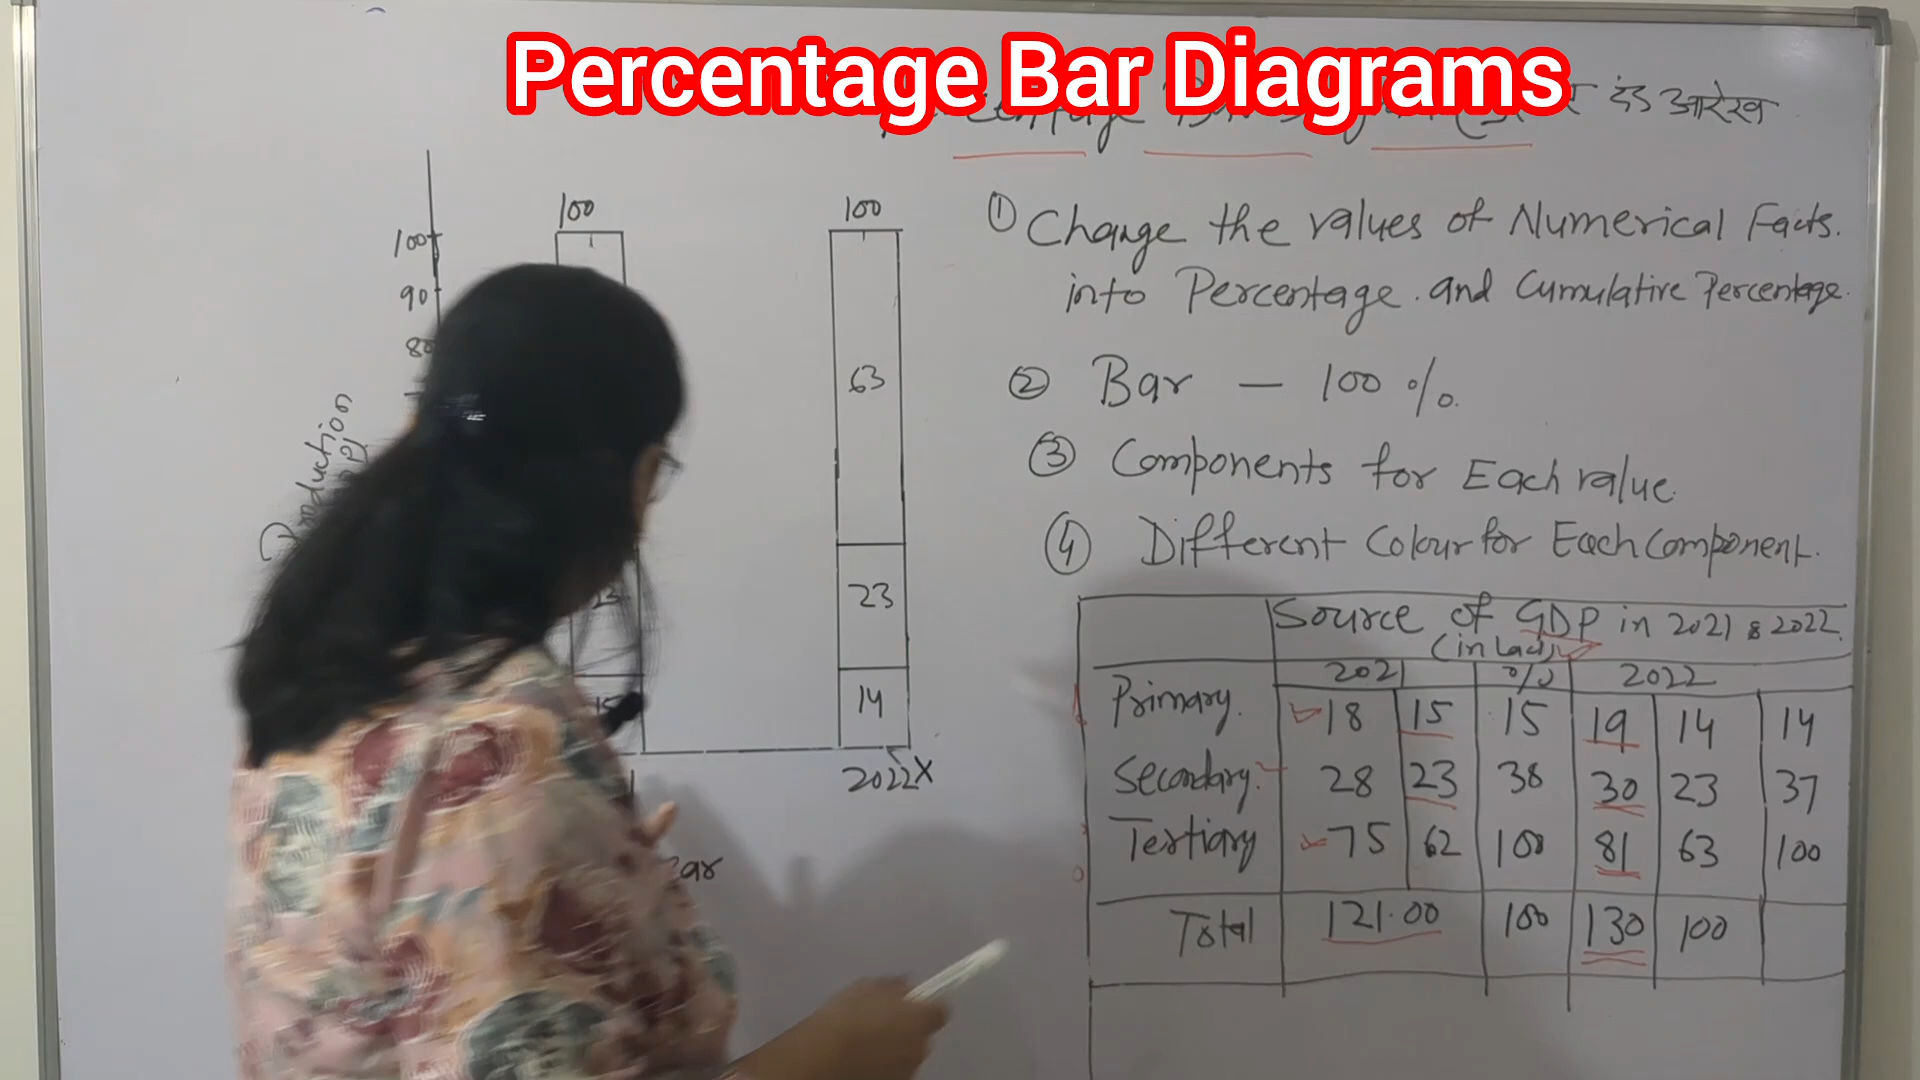 Percentage Bar Diagrams
दंड आरेख
① Change the values of Numerical Facts.
into Percentage and Cumulative Percentage.
② Bar — 100 %.
③ Components for Each value.
④ Different Colour for Each Component.
Source of GDP in 2021 & 2022
2021 % 2022
Primary. 18 15 15 19 14 14
Secondary. 28 23 38 30 23 37
Tertiary 75 62 100 81 63 100
Total 121.00 100 130 100
100 100
100
90
80
63
23
15 14
2022 X
Production